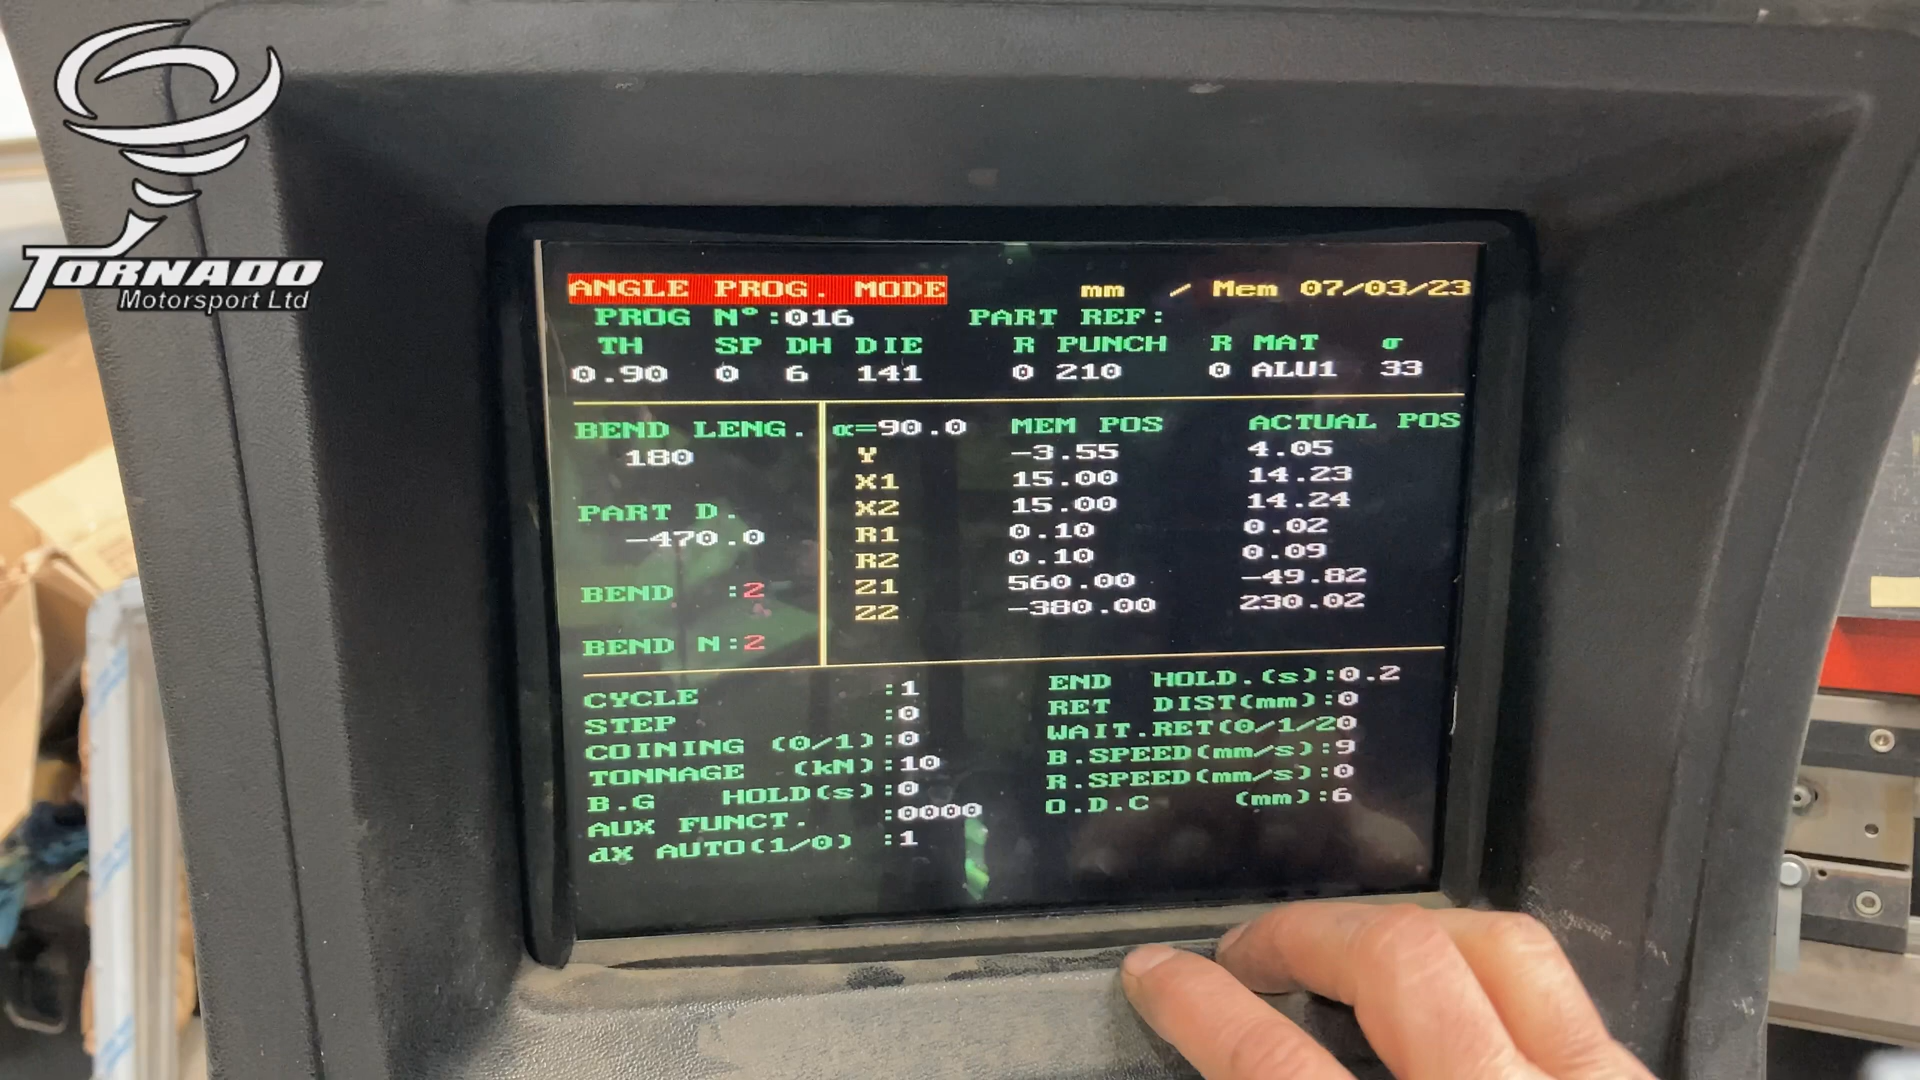 TORNADO
Motorsport Ltd
ANGLE PROG. MODE mm / Mem 07/03/23
PROG Nº:016 PART REF:
TH SP DH DIE R PUNCH R MAT σ
0.90 0 6 141 0 210 0 ALU1 33
BEND LENG. α=90.0 MEM POS ACTUAL POS
180 Y -3.55 4.05
X1 15.00 14.23
PART D. X2 15.00 14.24
-470.0 R1 0.10 0.02
R2 0.10 0.09
BEND :2 Z1 560.00 -49.82
Z2 -380.00 230.02
BEND N:2
CYCLE :1 END HOLD.(s):0.2
STEP :0 RET DIST(mm):0
COINING (0/1):0 WAIT.RET(0/1/20
TONNAGE (kN):10 B.SPEED(mm/s):9
B.G HOLD(s):0 R.SPEED(mm/s):0
AUX FUNCT. :0000 O.D.C (mm):6
dX AUTO(1/0) :1